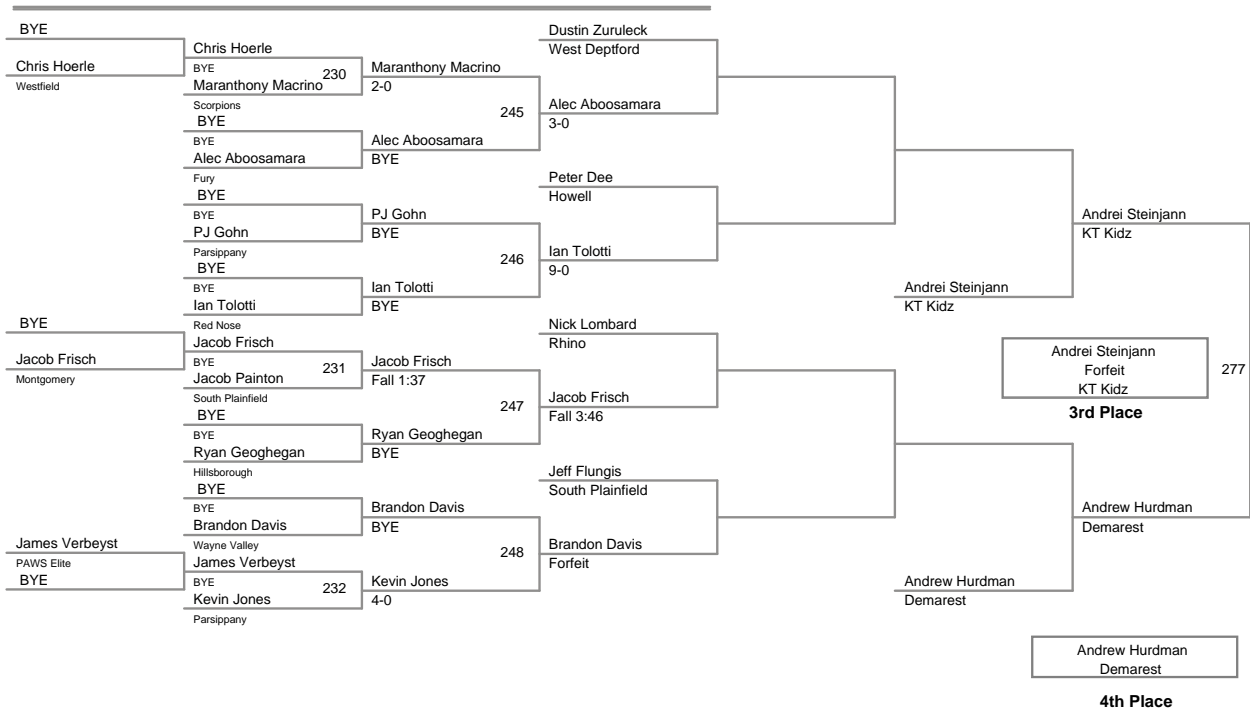 BYE
Chris Hoerle
Westfield
BYE
Jacob Frisch
Montgomery
James Verbeyst
PAWS Elite
BYE
Chris Hoerle
BYE
230
Maranthony Macrino
Scorpions
BYE
BYE
Alec Aboosamara
Fury
BYE
BYE
PJ Gohn
Parsippany
BYE
BYE
Ian Tolotti
Red Nose
Jacob Frisch
BYE
231
Jacob Painton
South Plainfield
BYE
BYE
Ryan Geoghegan
Hillsborough
BYE
BYE
Brandon Davis
Wayne Valley
James Verbeyst
BYE
232
Kevin Jones
Parsippany
Maranthony Macrino
2-0
245
Alec Aboosamara
BYE
PJ Gohn
BYE
246
Ian Tolotti
BYE
Jacob Frisch
Fall 1:37
247
Ryan Geoghegan
BYE
Brandon Davis
BYE
248
Kevin Jones
4-0
Dustin Zuruleck
West Deptford
Alec Aboosamara
3-0
Peter Dee
Howell
Ian Tolotti
9-0
Nick Lombard
Rhino
Jacob Frisch
Fall 3:46
Jeff Flungis
South Plainfield
Brandon Davis
Forfeit
Andrei Steinjann
KT Kidz
Andrew Hurdman
Demarest
Andrei Steinjann
KT Kidz
Andrew Hurdman
Demarest
Andrei Steinjann
Forfeit
KT Kidz
277
3rd Place
Andrew Hurdman
Demarest
4th Place